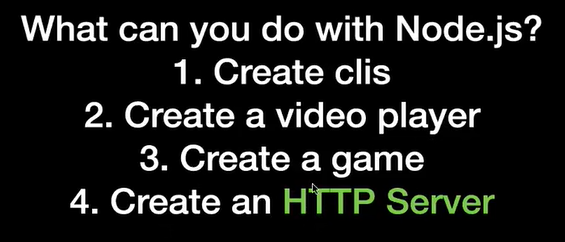 What can you do with Node.js?
1. Create clis
2. Create a video player
3. Create a game
4. Create an HTTP Server